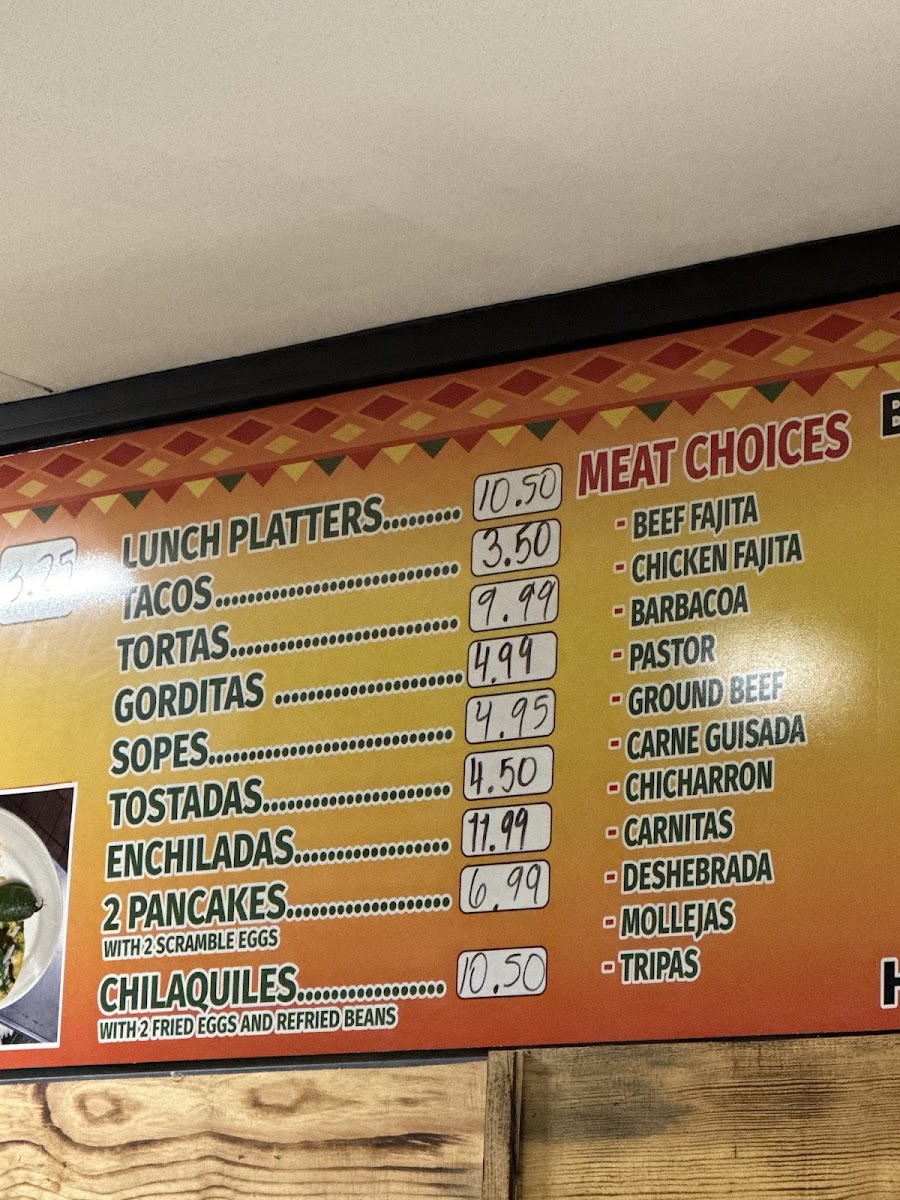 3.25
LUNCH PLATTERS......... 10.50
TACOS.............................. 3.50
TORTAS............................ 9.99
GORDITAS ....................... 4.99
SOPES.............................. 4.95
TOSTADAS....................... 4.50
ENCHILADAS................... 11.99
2 PANCAKES.................... 6.99
WITH 2 SCRAMBLE EGGS
CHILAQUILES.................. 10.50
WITH 2 FRIED EGGS AND REFRIED BEANS
MEAT CHOICES
- BEEF FAJITA
- CHICKEN FAJITA
- BARBACOA
- PASTOR
- GROUND BEEF
- CARNE GUISADA
- CHICHARRON
- CARNITAS
- DESHEBRADA
- MOLLEJAS
- TRIPAS